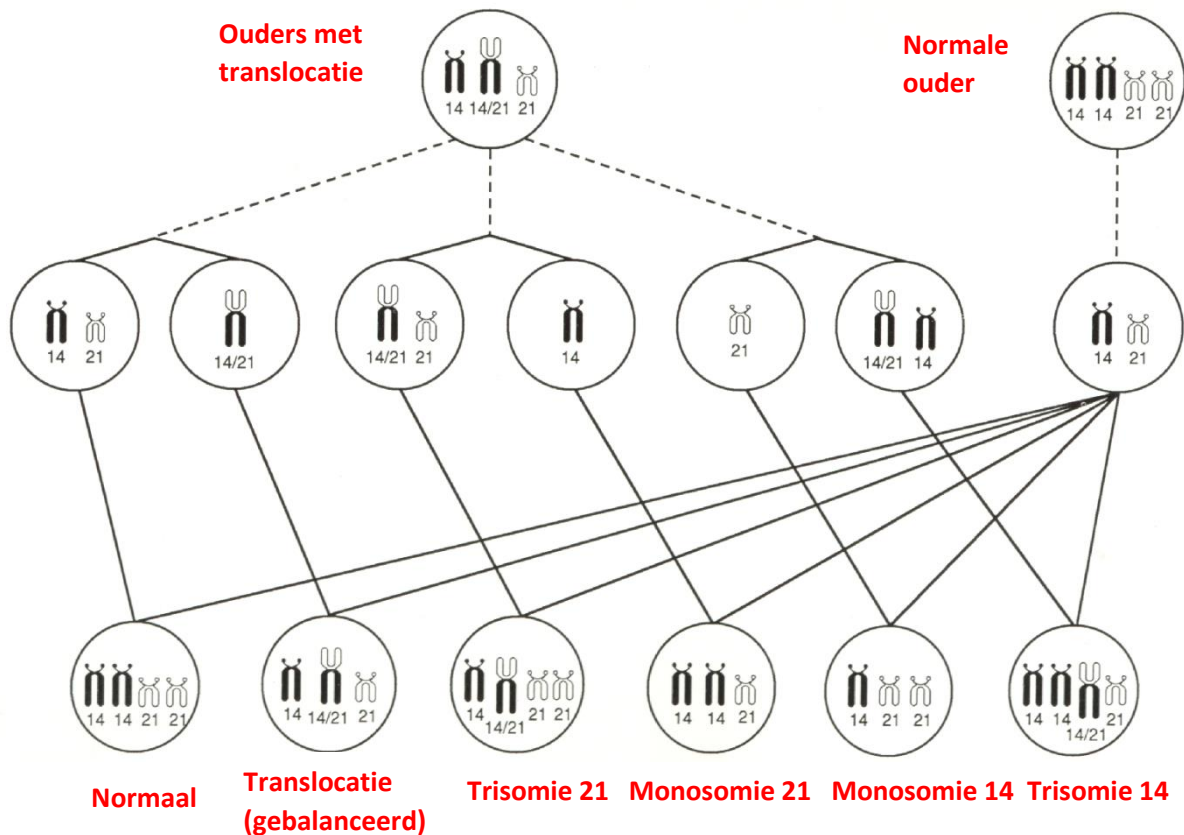 Ouders met
translocatie
Normale
ouder
14 14/21 21
14 14 21 21
14 21
14/21
14/21 21
14
21
14/21 14
14 21
14 14 21 21
14 14/21 21
14 21 21
14/21
14 14 21
14 21 21
14 14 21
14/21
Normaal
Translocatie
(gebalanceerd)
Trisomie 21
Monosomie 21
Monosomie 14
Trisomie 14